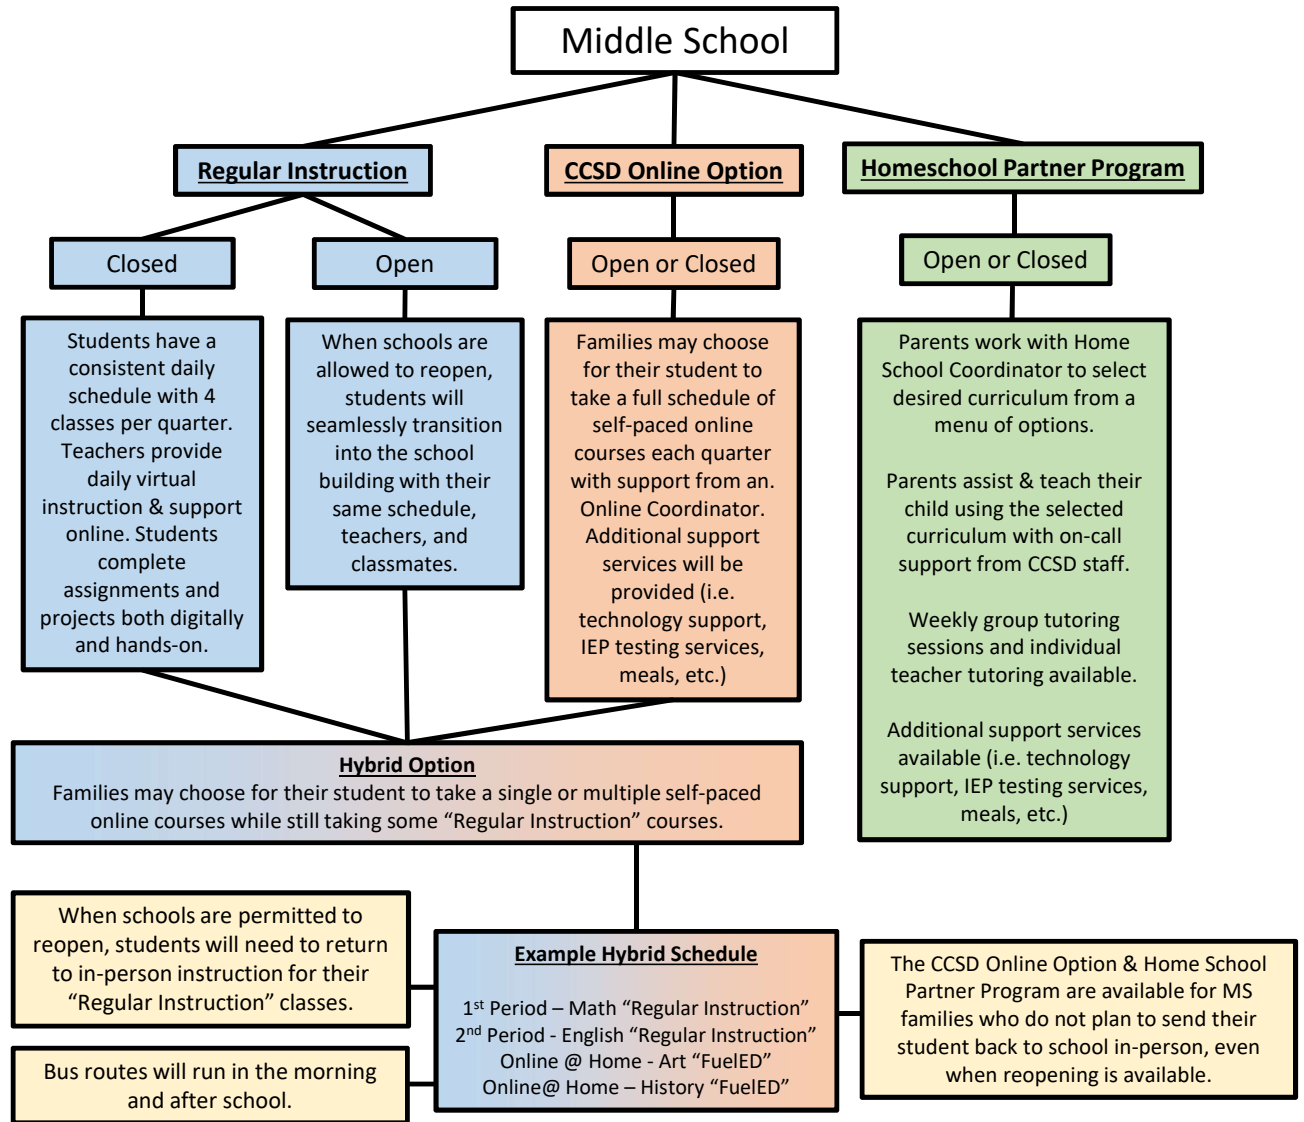 Middle School
Regular Instruction
CCSD Online Option
Homeschool Partner Program
Closed
Open
Open or Closed
Open or Closed
Students have a
consistent daily
schedule with 4
classes per quarter.
Teachers provide
daily virtual
instruction & support
online. Students
complete
assignments and
projects both digitally
and hands-on.
When schools are
allowed to reopen,
students will
seamlessly transition
into the school
building with their
same schedule,
teachers, and
classmates.
Families may choose
for their student to
take a full schedule of
self-paced online
courses each quarter
with support from an.
Online Coordinator.
Additional support
services will be
provided (i.e.
technology support,
IEP testing services,
meals, etc.)
Parents work with Home
School Coordinator to select
desired curriculum from a
menu of options.
Parents assist & teach their
child using the selected
curriculum with on-call
support from CCSD staff.
Weekly group tutoring
sessions and individual
teacher tutoring available.
Additional support services
available (i.e. technology
support, IEP testing services,
meals, etc.)
Hybrid Option
Families may choose for their student to take a single or multiple self-paced
online courses while still taking some “Regular Instruction” courses.
When schools are permitted to
reopen, students will need to return
to in-person instruction for their
“Regular Instruction” classes.
Bus routes will run in the morning
and after school.
Example Hybrid Schedule
1st Period – Math “Regular Instruction”
2nd Period - English “Regular Instruction”
Online @ Home - Art “FuelED”
Online@ Home – History “FuelED”
The CCSD Online Option & Home School
Partner Program are available for MS
families who do not plan to send their
student back to school in-person, even
when reopening is available.